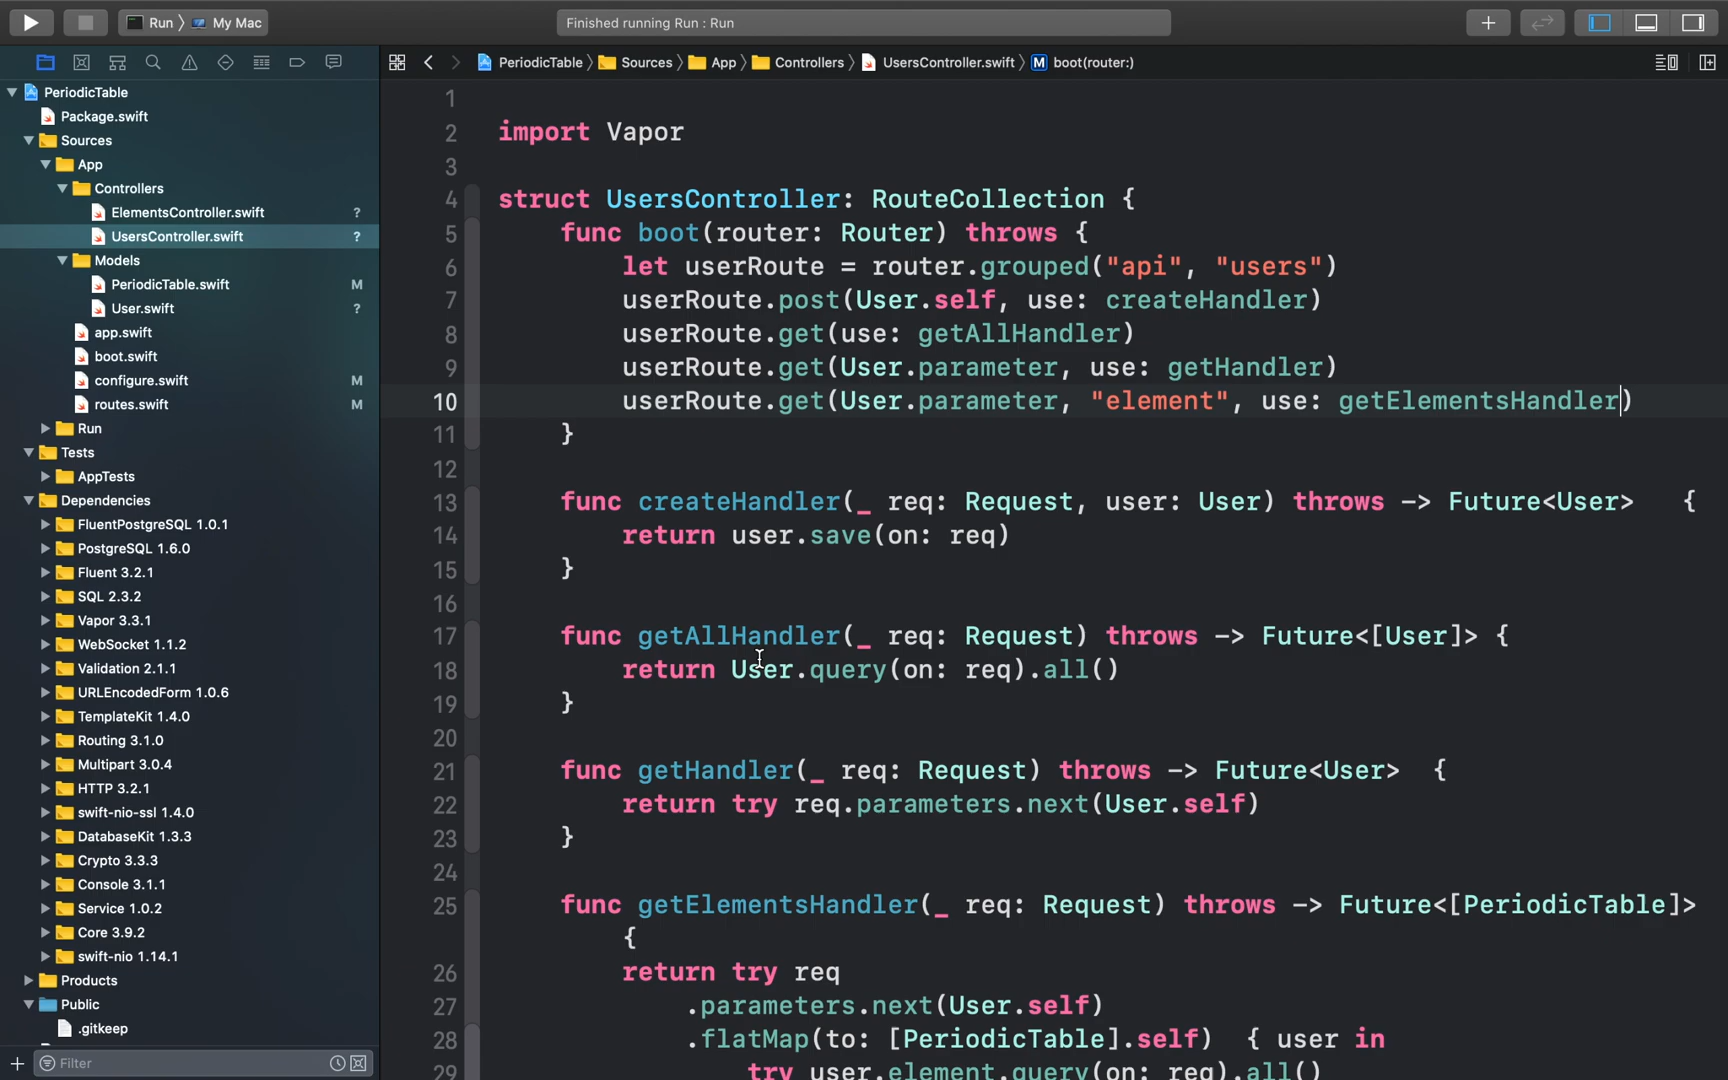 Run
My Mac
Finished running Run : Run
PeriodicTable
Sources
App
Controllers
UsersController.swift
M
boot(router:)
PeriodicTable
Package.swift
Sources
App
Controllers
ElementsController.swift ?
UsersController.swift ?
Models
PeriodicTable.swift M
User.swift ?
app.swift
boot.swift
configure.swift M
routes.swift M
Run
Tests
AppTests
Dependencies
FluentPostgreSQL 1.0.1
PostgreSQL 1.6.0
Fluent 3.2.1
SQL 2.3.2
Vapor 3.3.1
WebSocket 1.1.2
Validation 2.1.1
URLEncodedForm 1.0.6
TemplateKit 1.4.0
Routing 3.1.0
Multipart 3.0.4
HTTP 3.2.1
swift-nio-ssl 1.4.0
DatabaseKit 1.3.3
Crypto 3.3.3
Console 3.1.1
Service 1.0.2
Core 3.9.2
swift-nio 1.14.1
Products
Public
.gitkeep
Filter
1
2 import Vapor
3
4 struct UsersController: RouteCollection {
5 func boot(router: Router) throws {
6 let userRoute = router.grouped("api", "users")
7 userRoute.post(User.self, use: createHandler)
8 userRoute.get(use: getAllHandler)
9 userRoute.get(User.parameter, use: getHandler)
10 userRoute.get(User.parameter, "element", use: getElementsHandler)
11 }
12
13 func createHandler(_ req: Request, user: User) throws -> Future<User> {
14 return user.save(on: req)
15 }
16
17 func getAllHandler(_ req: Request) throws -> Future<[User]> {
18 return User.query(on: req).all()
19 }
20
21 func getHandler(_ req: Request) throws -> Future<User> {
22 return try req.parameters.next(User.self)
23 }
24
25 func getElementsHandler(_ req: Request) throws -> Future<[PeriodicTable]>
{
26 return try req
27 .parameters.next(User.self)
28 .flatMap(to: [PeriodicTable].self) { user in
29 try user.element.query(on: req).all()